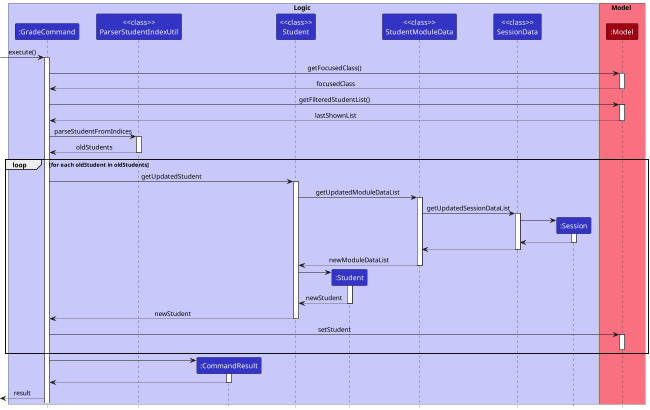 Logic
Model
:GradeCommand
<<class>>
ParserStudentIndexUtil
<<class>>
Student
<<class>>
StudentModuleData
<<class>>
SessionData
:Model
execute()
getFocusedClass()
focusedClass
getFilteredStudentList()
lastShownList
parseStudentFromIndices
oldStudents
loop
[for each oldStudent in oldStudents]
getUpdatedStudent
getUpdatedModuleDataList
getUpdatedSessionDataList
:Session
newModuleDataList
:Student
newStudent
newStudent
setStudent
:CommandResult
result